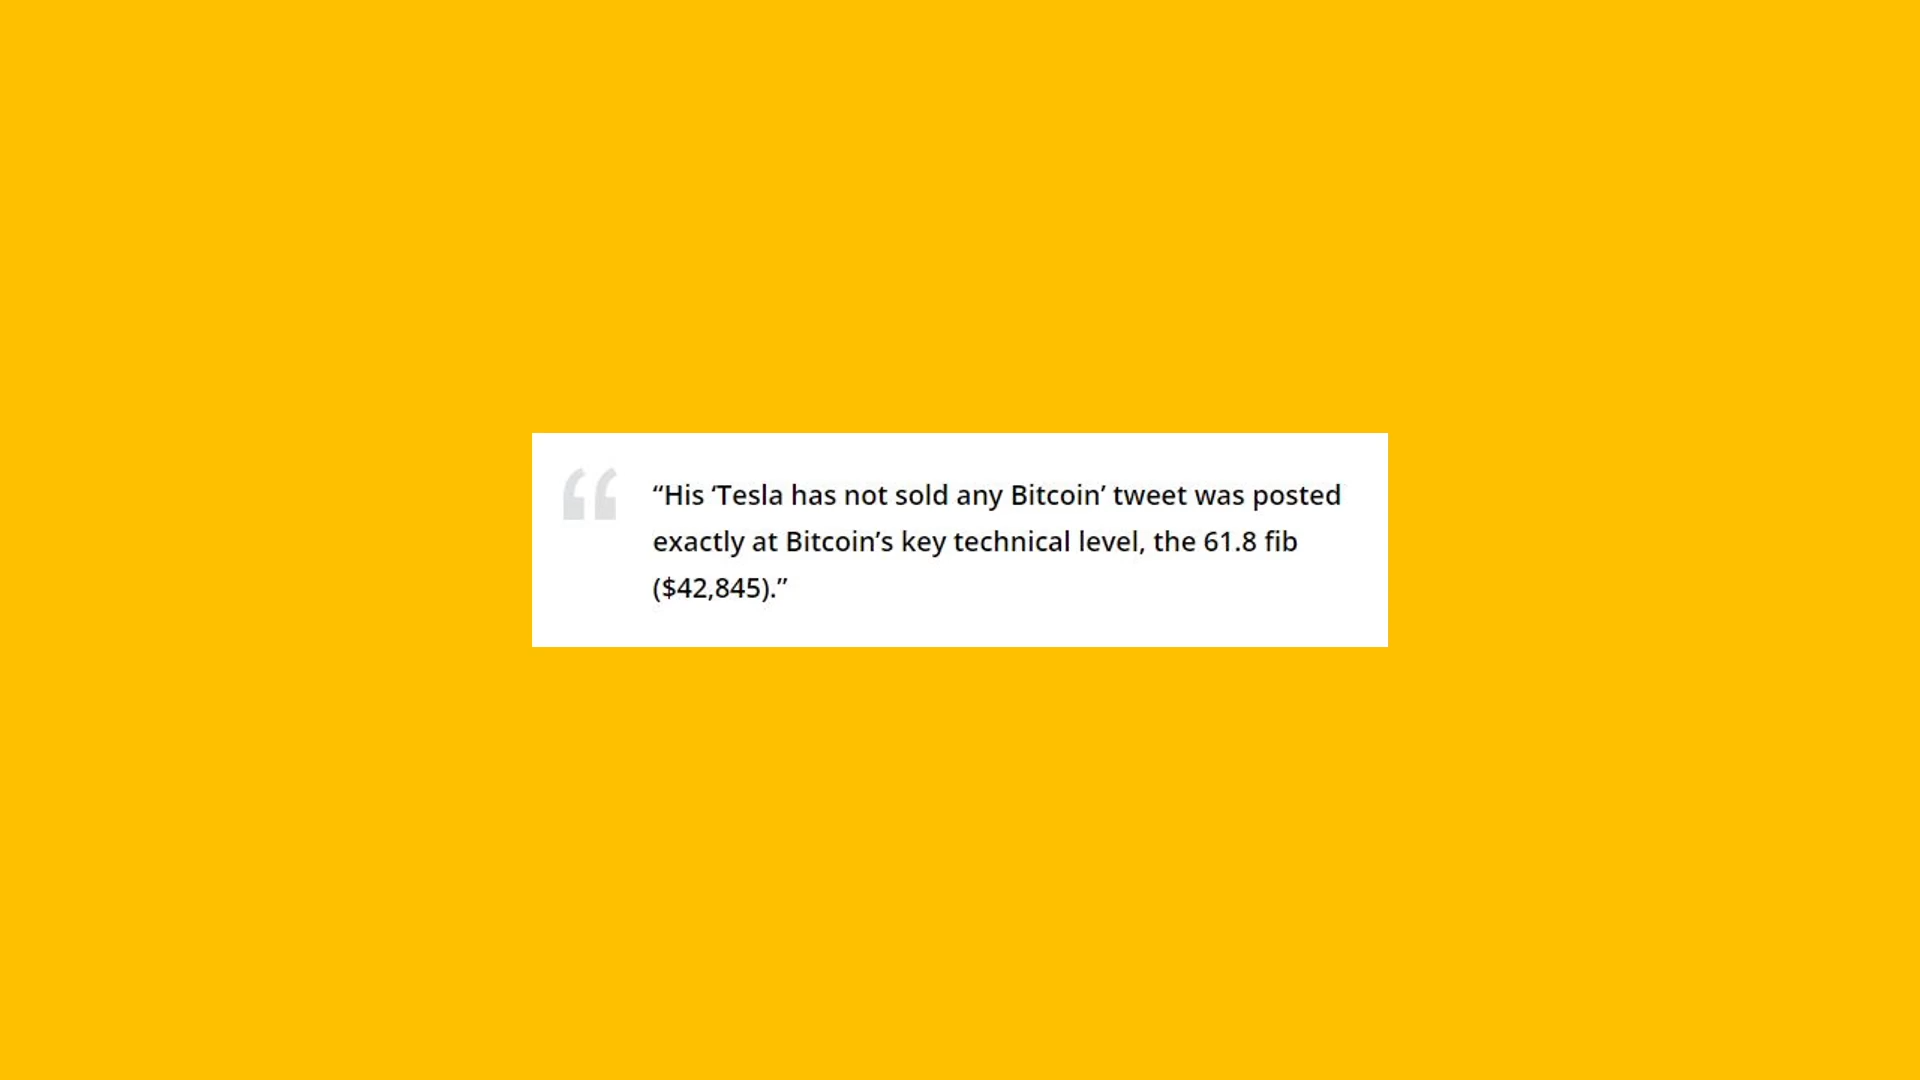 “His ‘Tesla has not sold any Bitcoin’ tweet was posted
exactly at Bitcoin’s key technical level, the 61.8 fib
($42,845).”